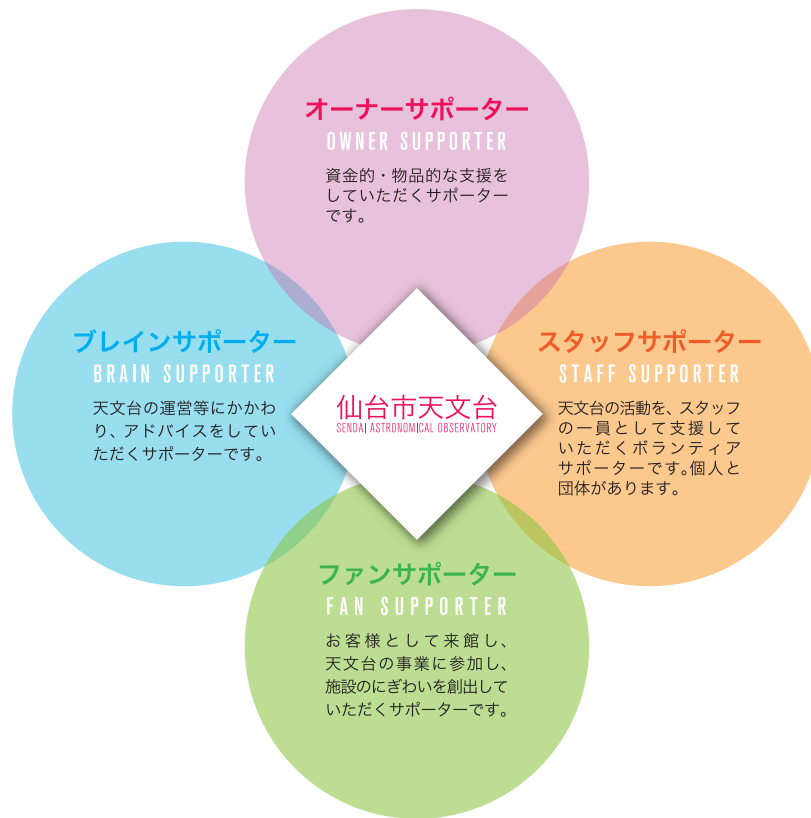 オーナーサポーター
OWNER SUPPORTER
資金的・物品的な支援を
していただくサポーター
です。
ブレインサポーター
BRAIN SUPPORTER
天文台の運営等にかかわ
り、アドバイスをしてい
ただくサポーターです。
仙台市天文台
SENDAI ASTRONOMICAL OBSERVATORY
スタッフサポーター
STAFF SUPPORTER
天文台の活動を、スタッフ
の一員として支援して
いただくボランティア
サポーターです。個人と
団体があります。
ファンサポーター
FAN SUPPORTER
お客様として来館し、
天文台の事業に参加し、
施設のにぎわいを創出して
いただくサポーターです。